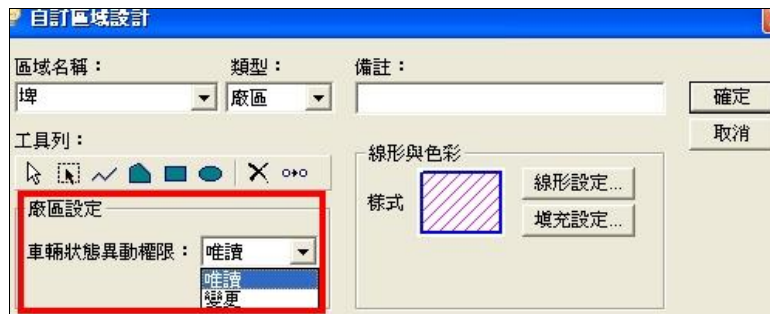 自訂區域設計
區域名稱： 類型： 備註：
埤 廠區
確定
取消
工具列：
線形與色彩
樣式
線形設定...
填充設定...
廠區設定
車輛狀態異動權限： 唯讀
唯讀
變更